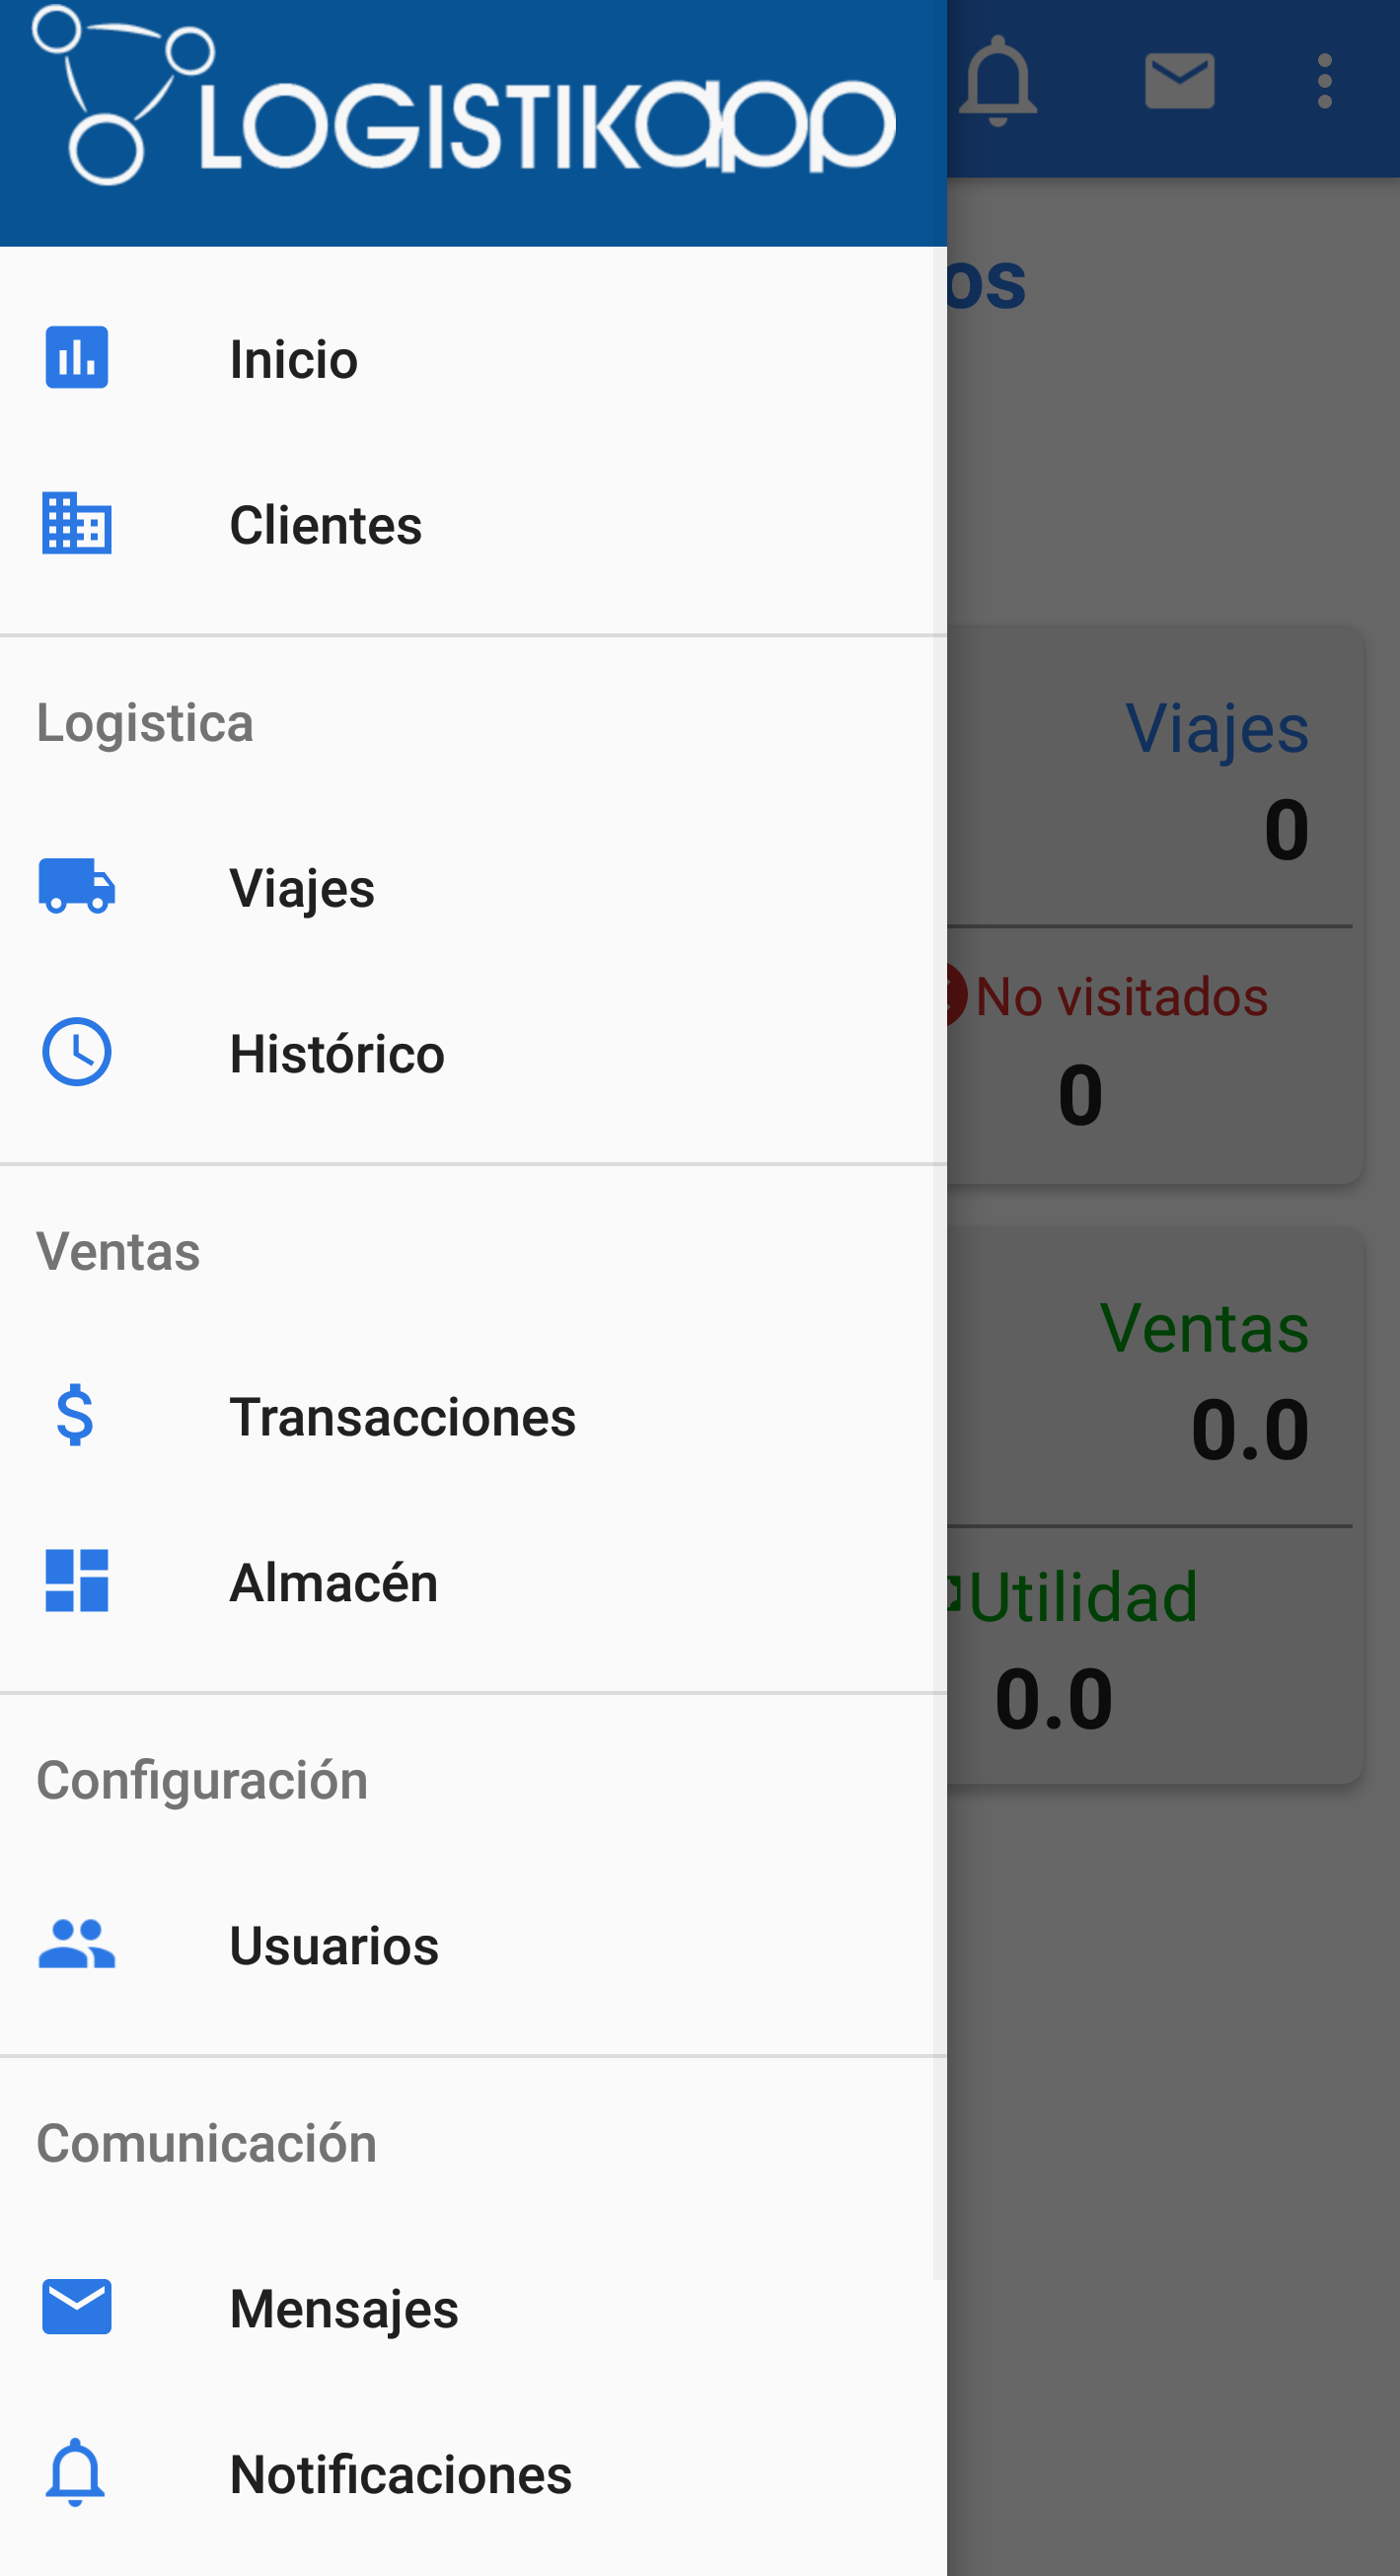 LOGISTIKapp
Inicio
Clientes
Logistica
Viajes
Histórico
Ventas
Transacciones
Almacén
Configuración
Usuarios
Comunicación
Mensajes
Notificaciones
os
Viajes
0
No visitados
0
Ventas
0.0
Utilidad
0.0